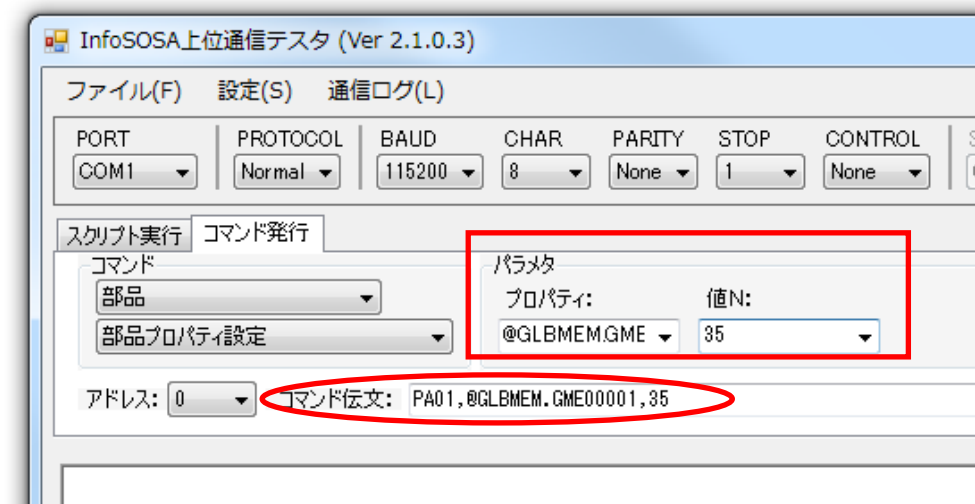 InfoSOSA上位通信テスタ (Ver 2.1.0.3)
ファイル(F) 設定(S) 通信ログ(L)
PORT PROTOCOL BAUD CHAR PARITY STOP CONTROL
COM1 Normal 115200 8 None 1 None
スクリプト実行 コマンド発行
コマンド パラメタ
部品 プロパティ: 値N:
部品プロパティ設定 @GLBMEM.GME 35
アドレス: 0 コマンド伝文: PA01,@GLBMEM.GME00001,35